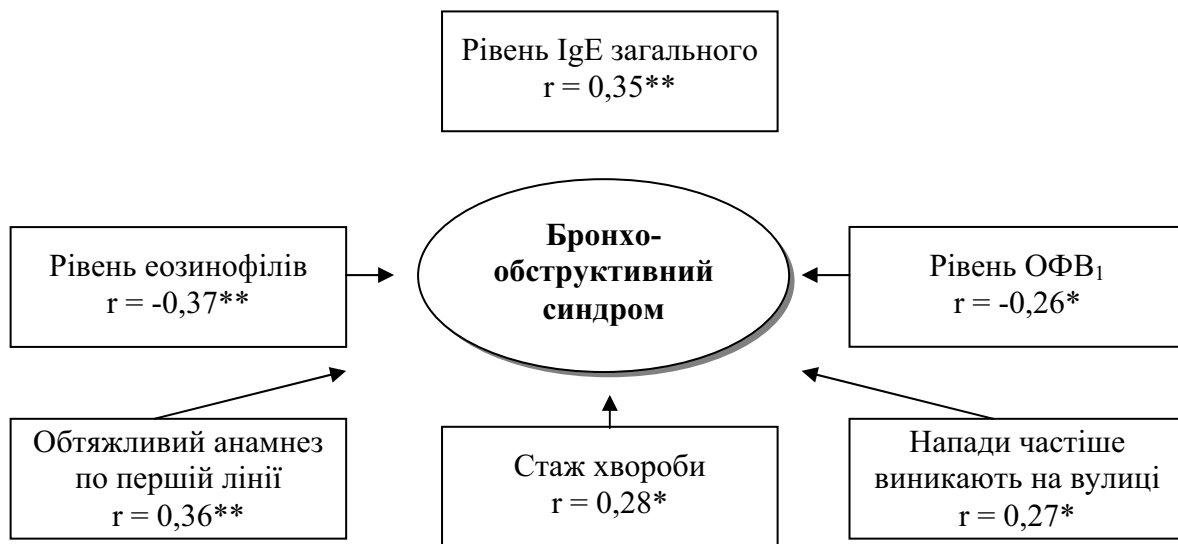 Рівень IgE загального
r = 0,35**
Бронхо-
обструктивний
синдром
Рівень еозинофілів
r = -0,37**
Рівень ОФВ₁
r = -0,26*
Обтяжливий анамнез
по першій лінії
r = 0,36**
Стаж хвороби
r = 0,28*
Напади частіше
виникають на вулиці
r = 0,27*